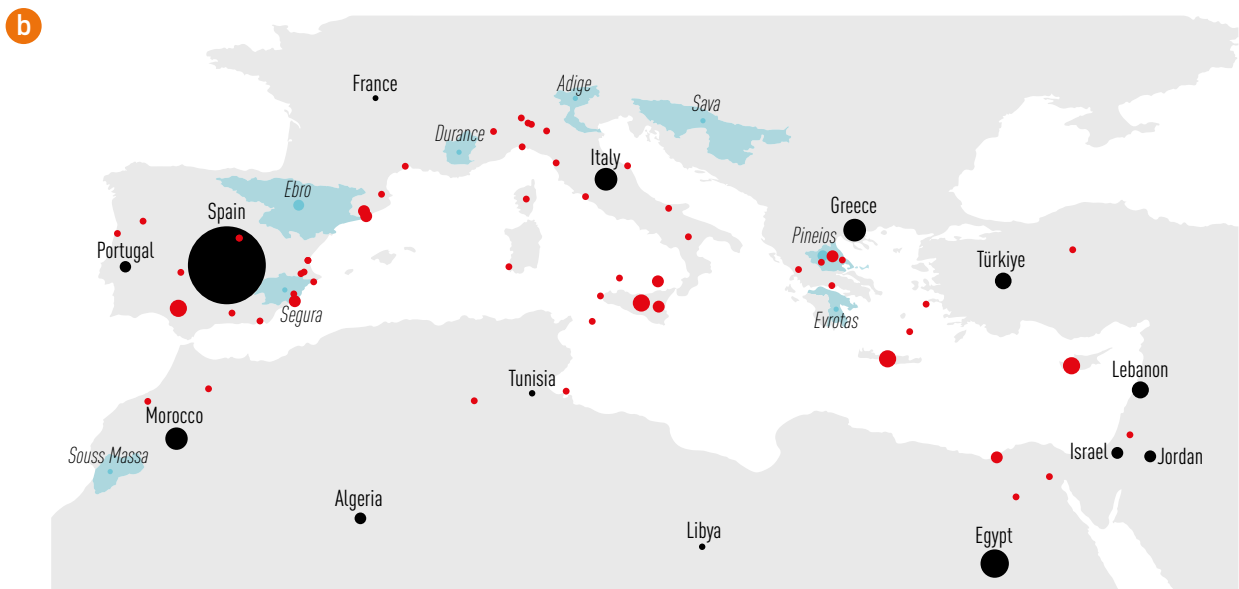 b
France
Adige
Sava
Durance
Italy
Ebro
Spain
Greece
Portugal
Pineios
Türkiye
Segura
Evrotas
Lebanon
Tunisia
Morocco
Souss Massa
Israel
Jordan
Algeria
Libya
Egypt